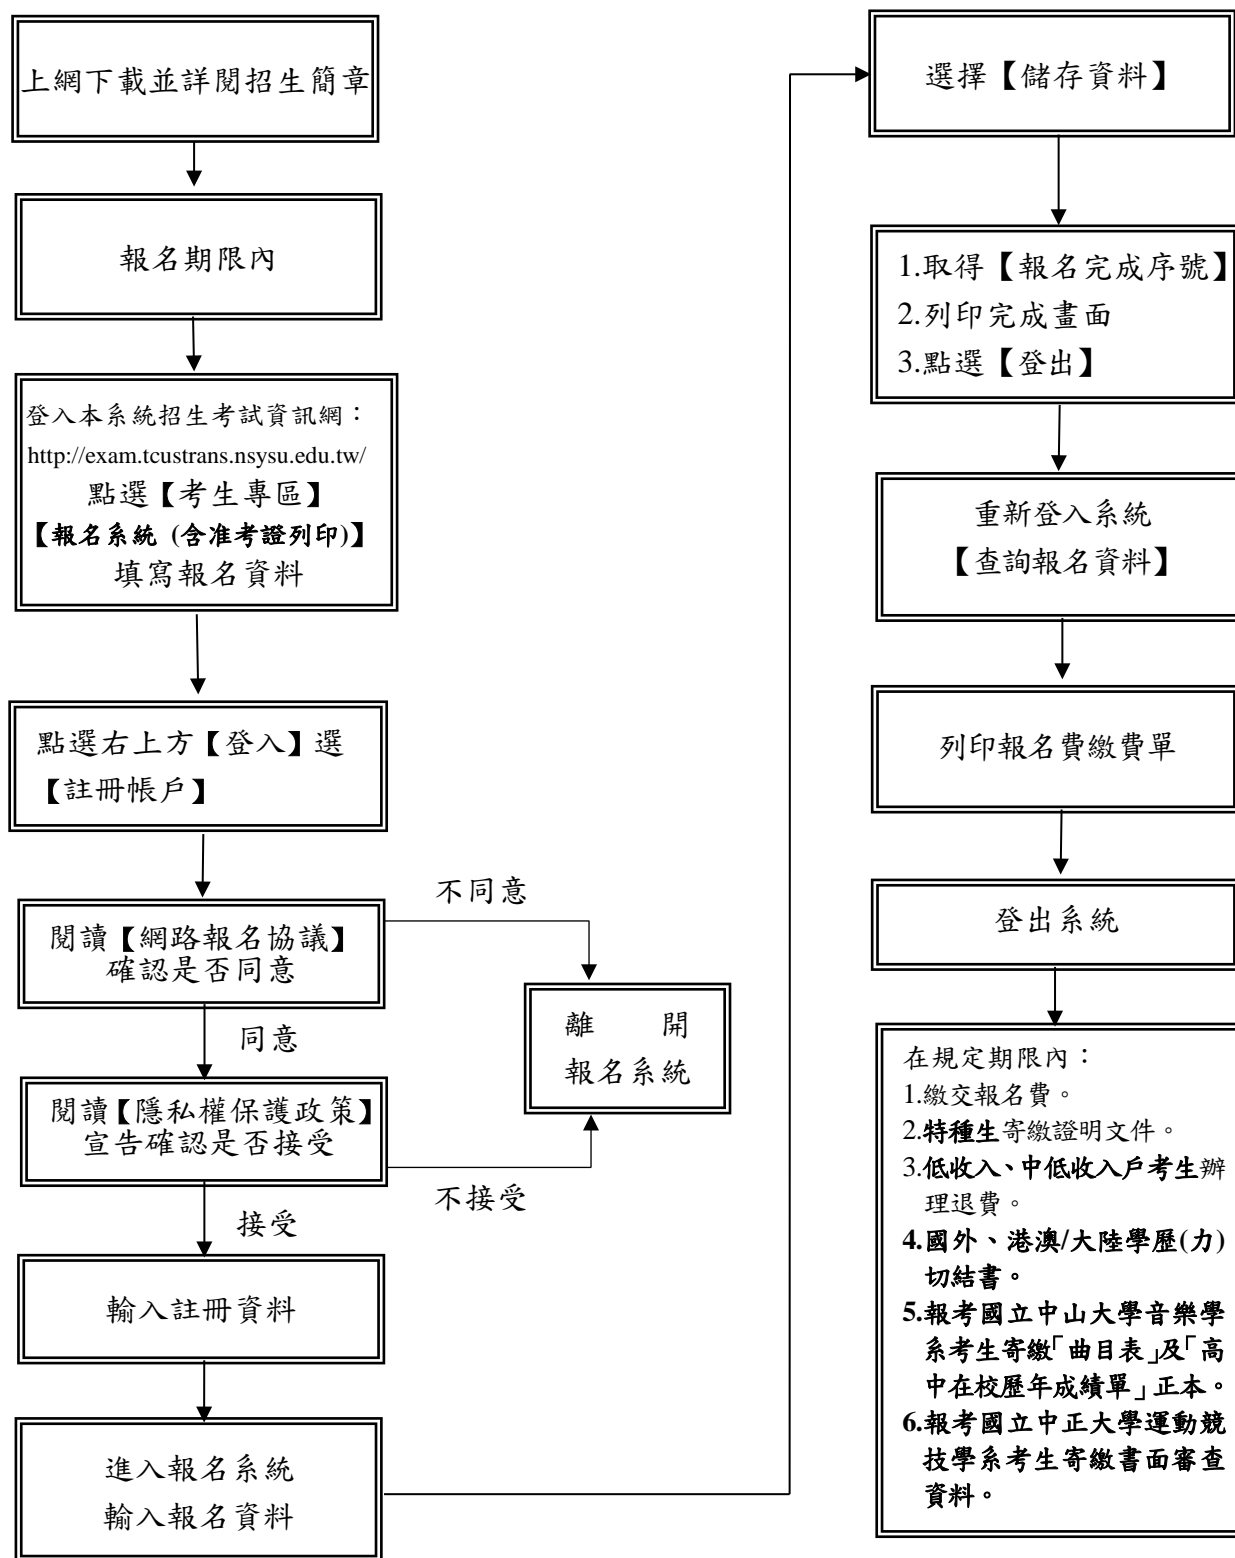 上網下載並詳閱招生簡章
報名期限內
登入本系統招生考試資訊網：
http://exam.tcustrans.nsysu.edu.tw/
點選【考生專區】
【報名系統 (含准考證列印)】
填寫報名資料
點選右上方【登入】選
【註冊帳戶】
不同意
閱讀【網路報名協議】
確認是否同意
同意
離 開
報名系統
閱讀【隱私權保護政策】
宣告確認是否接受
不接受
接受
輸入註冊資料
進入報名系統
輸入報名資料
選擇【儲存資料】
1.取得【報名完成序號】
2.列印完成畫面
3.點選【登出】
重新登入系統
【查詢報名資料】
列印報名費繳費單
登出系統
在規定期限內：
1.繳交報名費。
2.特種生寄繳證明文件。
3.低收入、中低收入戶考生辦
理退費。
4.國外、港澳/大陸學歷(力)
切結書。
5.報考國立中山大學音樂學
系考生寄繳「曲目表」及「高
中在校歷年成績單」正本。
6.報考國立中正大學運動競
技學系考生寄繳書面審查
資料。